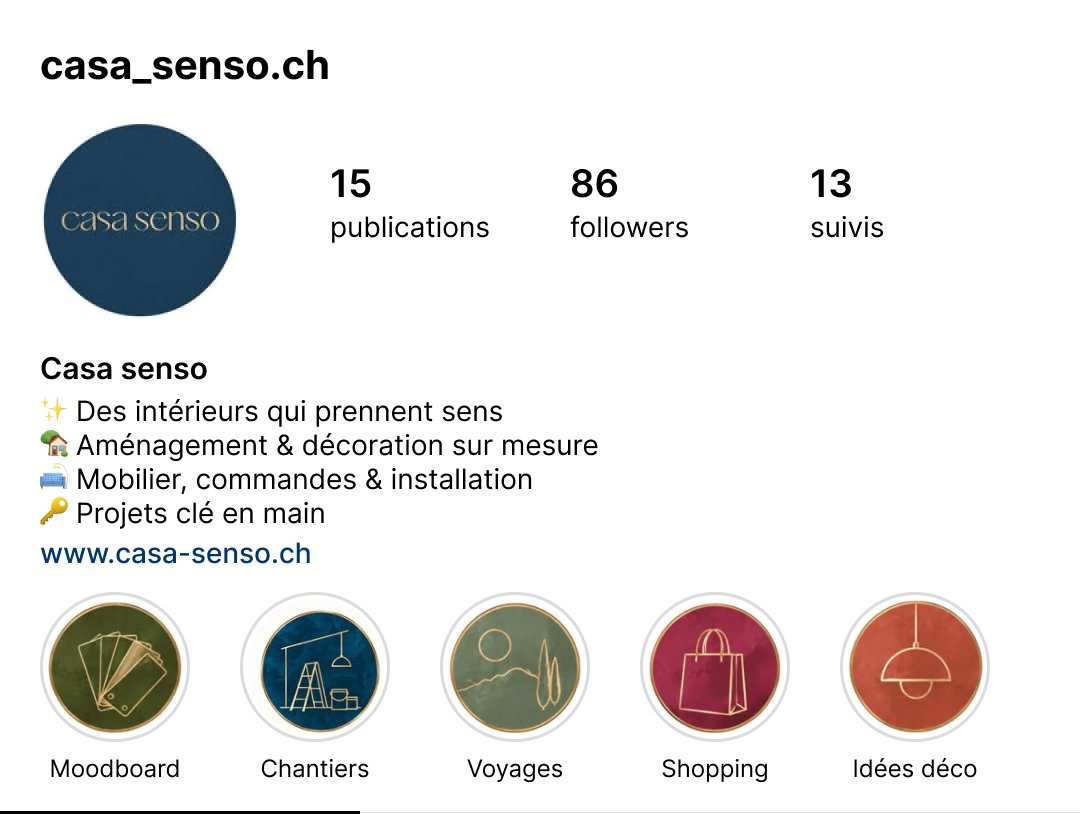 casa_senso.ch
casa senso
15
publications
86
followers
13
suivis
Casa senso
✨ Des intérieurs qui prennent sens
🏡 Aménagement & décoration sur mesure
🛋️ Mobilier, commandes & installation
🔑 Projets clé en main
www.casa-senso.ch
Moodboard
Chantiers
Voyages
Shopping
Idées déco